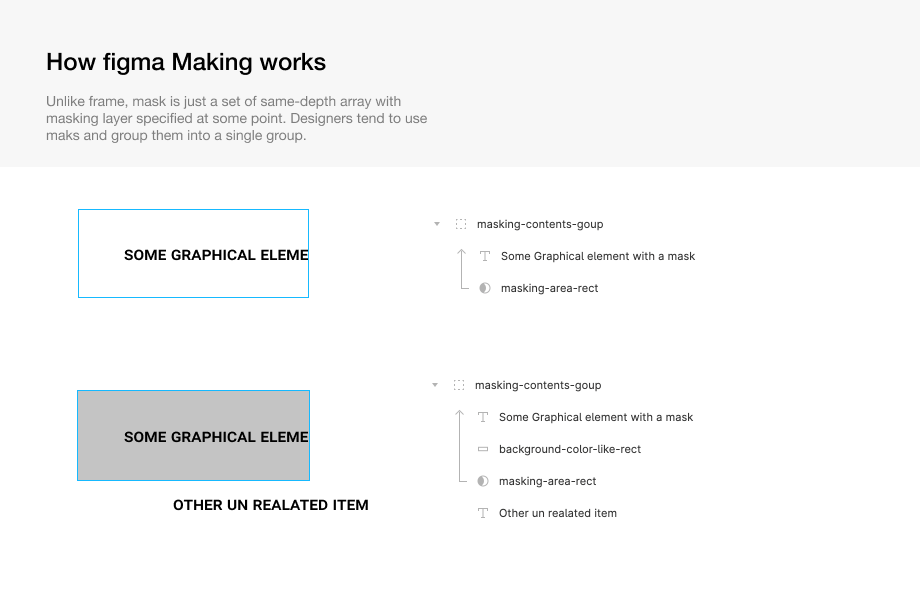 How figma Making works
Unlike frame, mask is just a set of same-depth array with
masking layer specified at some point. Designers tend to use
maks and group them into a single group.
SOME GRAPHICAL ELEME
masking-contents-goup
Some Graphical element with a mask
masking-area-rect
SOME GRAPHICAL ELEME
OTHER UN REALATED ITEM
masking-contents-goup
Some Graphical element with a mask
background-color-like-rect
masking-area-rect
Other un realated item